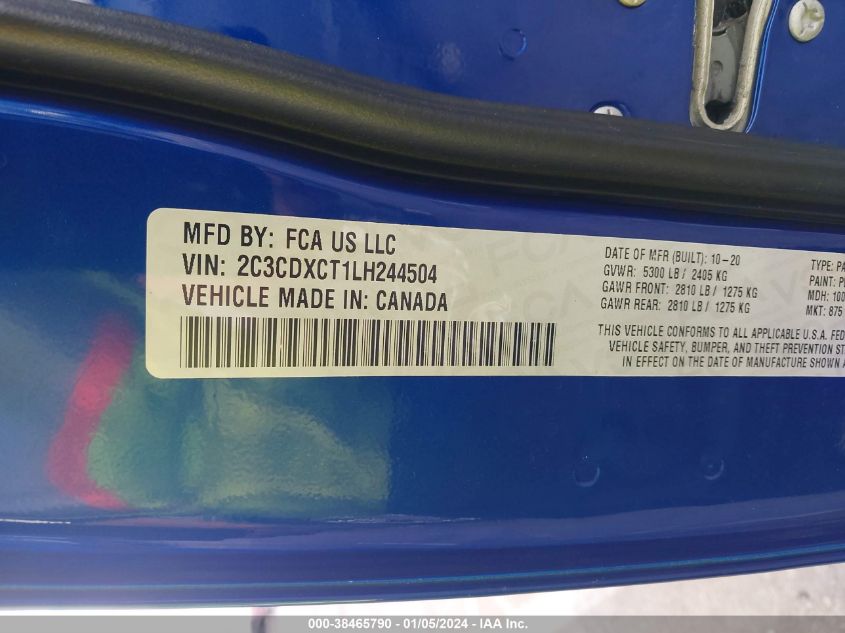 MFD BY: FCA US LLC
VIN: 2C3CDXCT1LH244504
VEHICLE MADE IN: CANADA
DATE OF MFR (BUILT): 10-20
GVWR: 5300 LB / 2405 KG
GAWR FRONT: 2810 LB / 1275 KG
GAWR REAR: 2810 LB / 1275 KG
TYPE: PA
PAINT: P
MDH: 100
MKT: 875
THIS VEHICLE CONFORMS TO ALL APPLICABLE U.S.A. FED
VEHICLE SAFETY, BUMPER, AND THEFT PREVENTION ST
IN EFFECT ON THE DATE OF MANUFACTURE SHOWN A
000-38465790 - 01/05/2024 - IAA Inc.